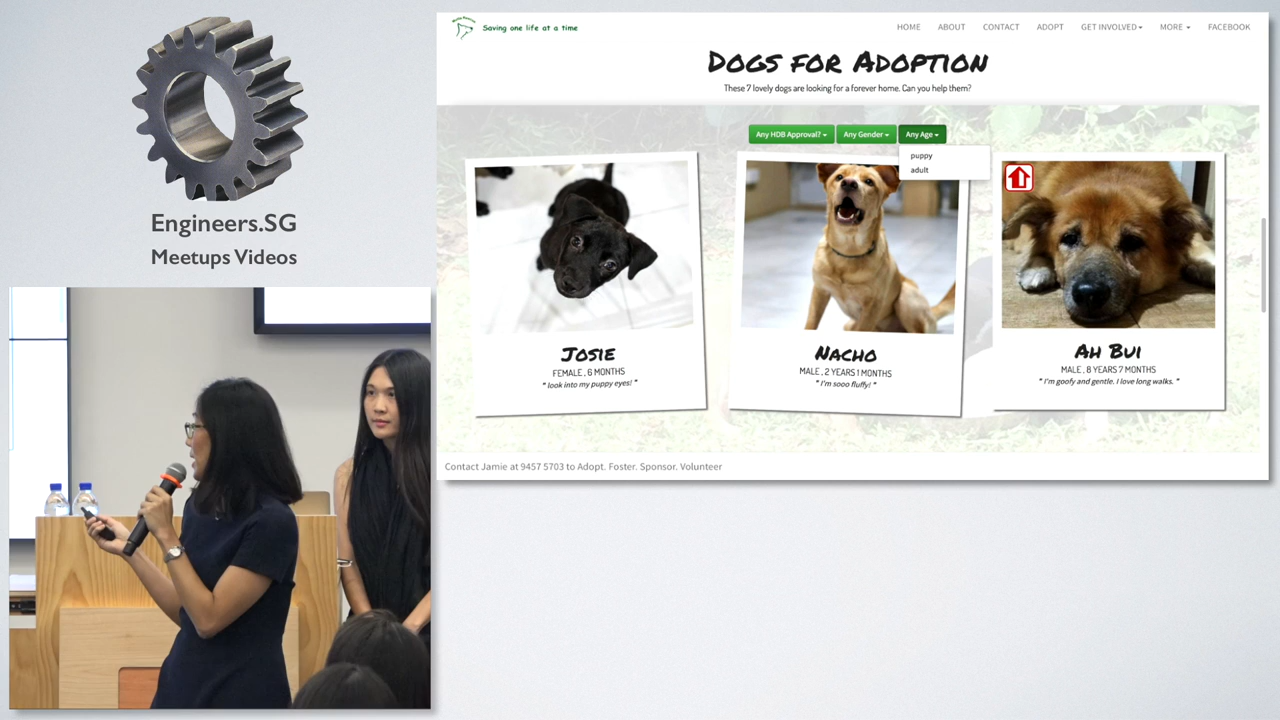 Engineers.SG
Meetups Videos
Saving one life at a time
HOME ABOUT CONTACT ADOPT GET INVOLVED MORE FACEBOOK
Dogs for Adoption
These 7 lovely dogs are looking for a forever home. Can you help them?
Any HDB Approval? Any Gender Any Age
puppy
adult
Josie
FEMALE , 6 MONTHS
" look into my puppy eyes! "
Nacho
MALE , 2 YEARS 1 MONTHS
" I'm sooo fluffy! "
Ah Bui
MALE , 8 YEARS 7 MONTHS
" I'm goofy and gentle. I love long walks. "
Contact Jamie at 9457 5703 to Adopt. Foster. Sponsor. Volunteer